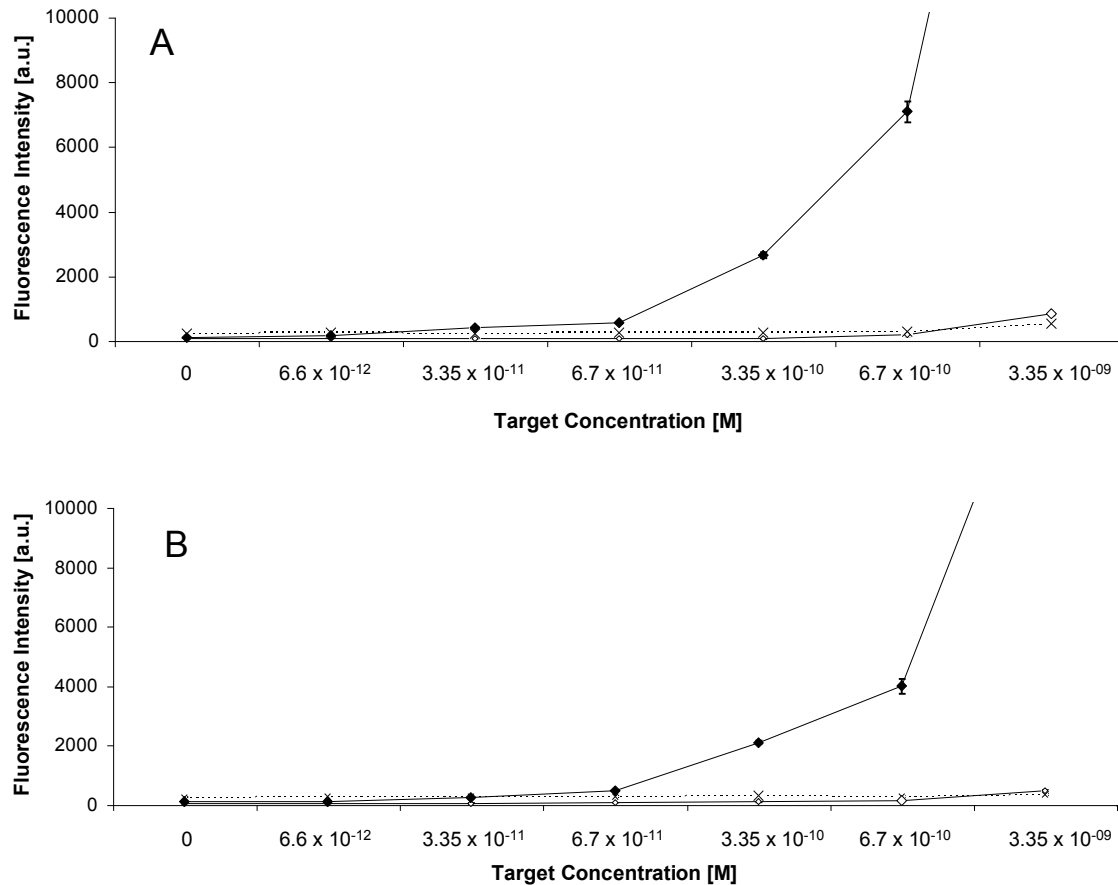 A
Fluorescence Intensity [a.u.]
10000
8000
6000
4000
2000
0
0 6.6 x 10⁻¹² 3.35 x 10⁻¹¹ 6.7 x 10⁻¹¹ 3.35 x 10⁻¹⁰ 6.7 x 10⁻¹⁰ 3.35 x 10⁻⁰⁹
Target Concentration [M]
B
Fluorescence Intensity [a.u.]
10000
8000
6000
4000
2000
0
0 6.6 x 10⁻¹² 3.35 x 10⁻¹¹ 6.7 x 10⁻¹¹ 3.35 x 10⁻¹⁰ 6.7 x 10⁻¹⁰ 3.35 x 10⁻⁰⁹
Target Concentration [M]